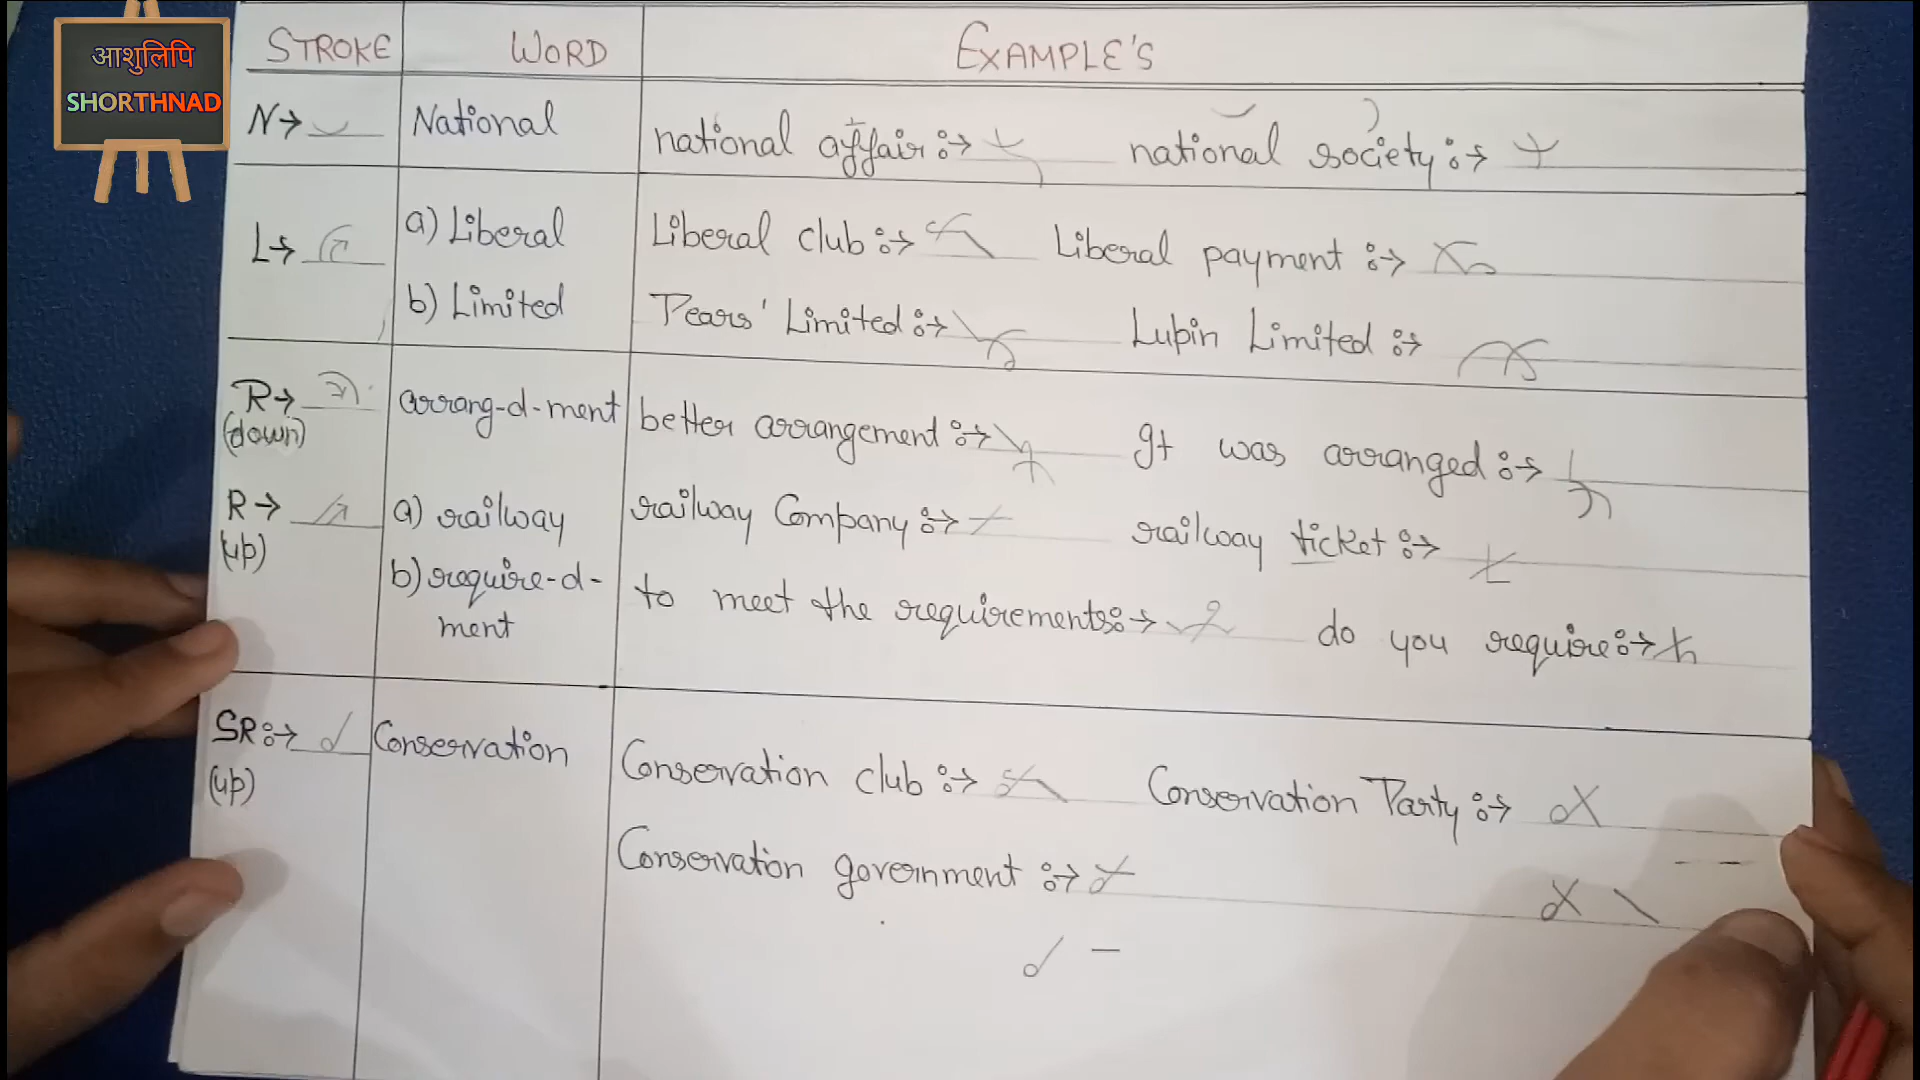 आशुलिपि
SHORTHNAD
STROKE WORD EXAMPLE'S
N→ National national affair national society
L→ a) Liberal Liberal club Liberal payment
b) Limited Pears' Limited Lupin Limited
R→ (down) arrang-d-ment better arrangement It was arranged
R→ (up) a) railway railway Company railway ticket
b) require-d-ment to meet the requirements do you require
SR→ (up) Conservation Conservation club Conservation Party
Conservation government